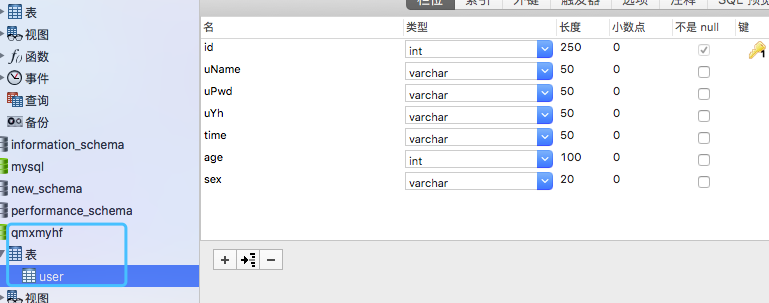 栏位 索引 外键 触发器 选项 注释 SQL 预览
表
视图
函数
事件
查询
备份
information_schema
mysql
new_schema
performance_schema
qmxmyhf
表
user
视图
名 类型 长度 小数点 不是 null 键
id int 250 0 1
uName varchar 50 0
uPwd varchar 50 0
uYh varchar 50 0
time varchar 50 0
age int 100 0
sex varchar 20 0